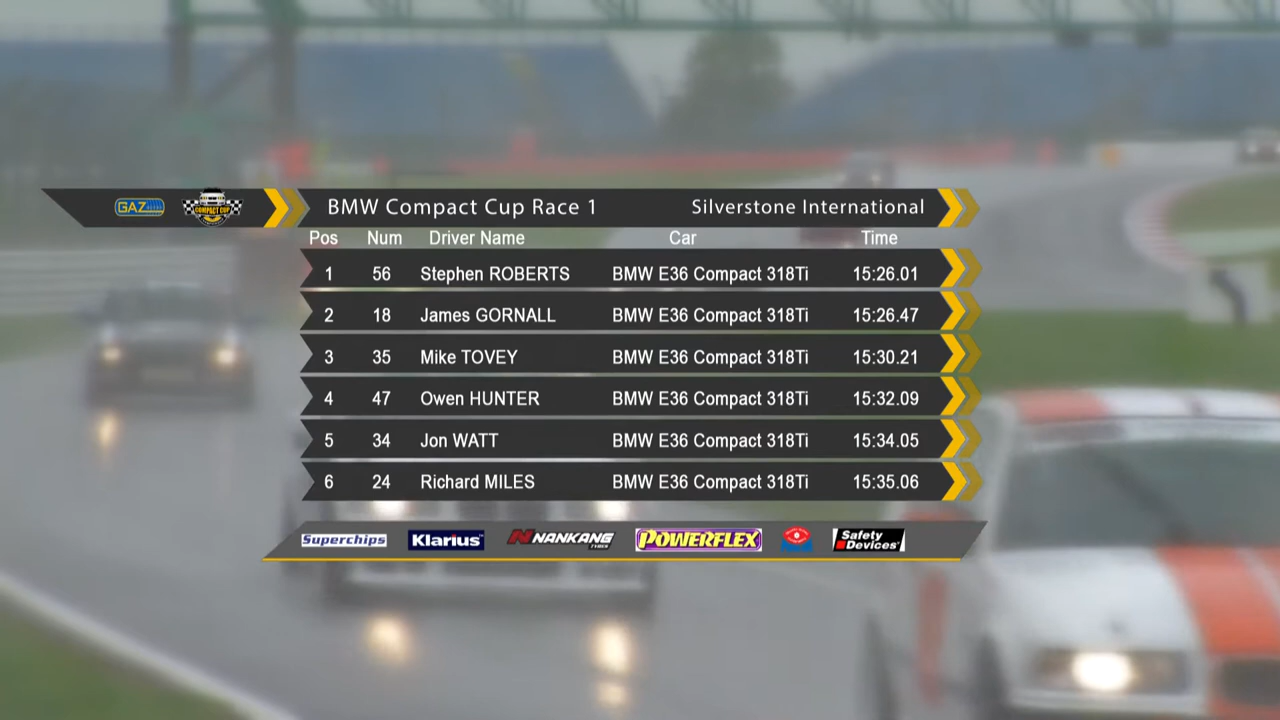 GAZ COMPACT CUP BMW Compact Cup Race 1 Silverstone International
Pos Num Driver Name Car Time
1 56 Stephen ROBERTS BMW E36 Compact 318Ti 15:26.01
2 18 James GORNALL BMW E36 Compact 318Ti 15:26.47
3 35 Mike TOVEY BMW E36 Compact 318Ti 15:30.21
4 47 Owen HUNTER BMW E36 Compact 318Ti 15:32.09
5 34 Jon WATT BMW E36 Compact 318Ti 15:34.05
6 24 Richard MILES BMW E36 Compact 318Ti 15:35.06
Superchips Klarius NANKANG TYRES POWERFLEX Safety Devices